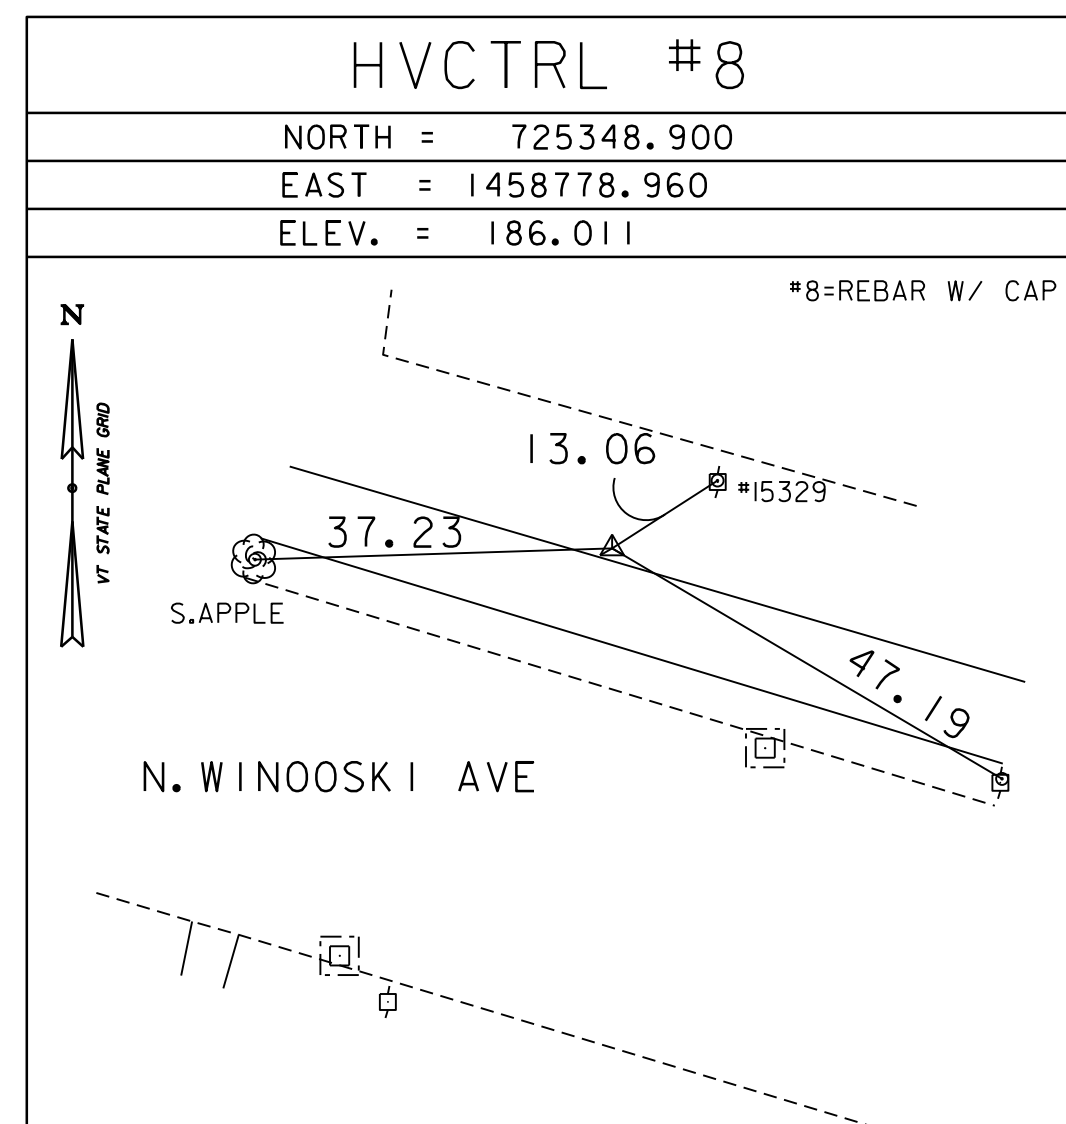 HVCTRL #8
NORTH = 725348.900
EAST = 1458778.960
ELEV. = 186.011
#8=REBAR W/ CAP
N
VT STATE PLANE GRID
13.06
#15329
37.23
S.APPLE
47.19
N. WINOOSKI AVE